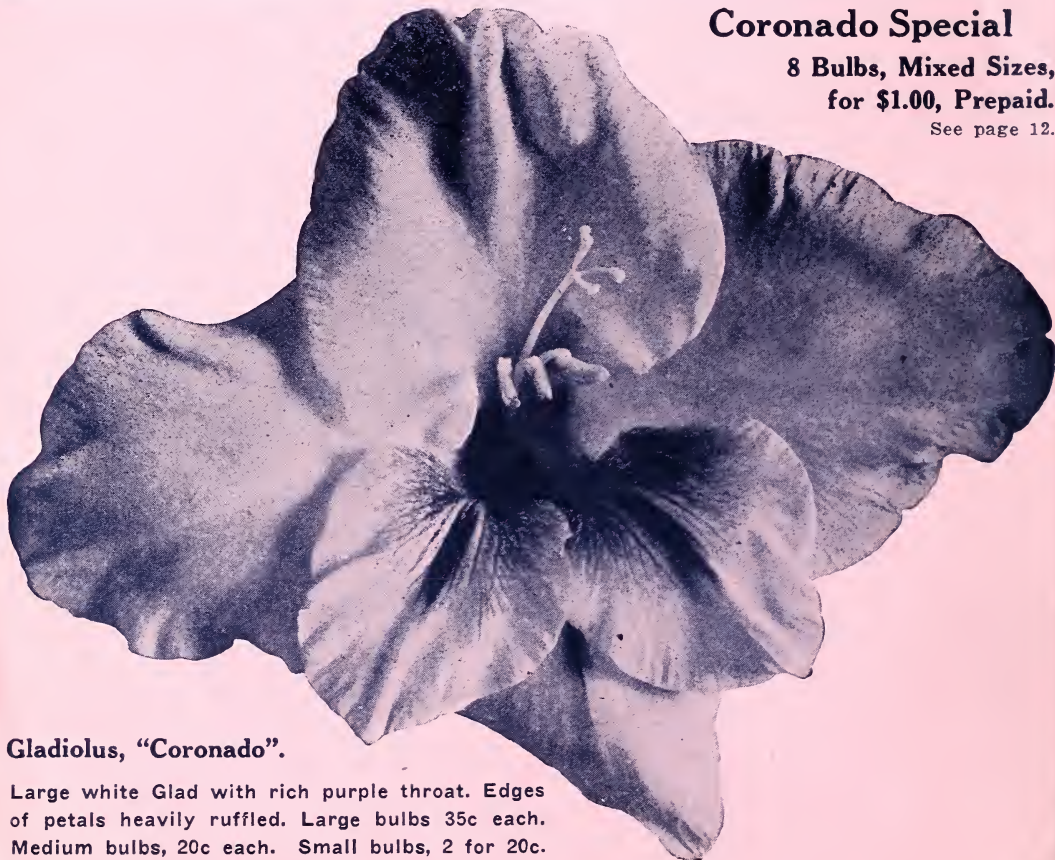 Coronado Special
8 Bulbs, Mixed Sizes,
for $1.00, Prepaid.
See page 12.
Gladiolus, “Coronado”.
Large white Glad with rich purple throat. Edges
of petals heavily ruffled. Large bulbs 35c each.
Medium bulbs, 20c each. Small bulbs, 2 for 20c.